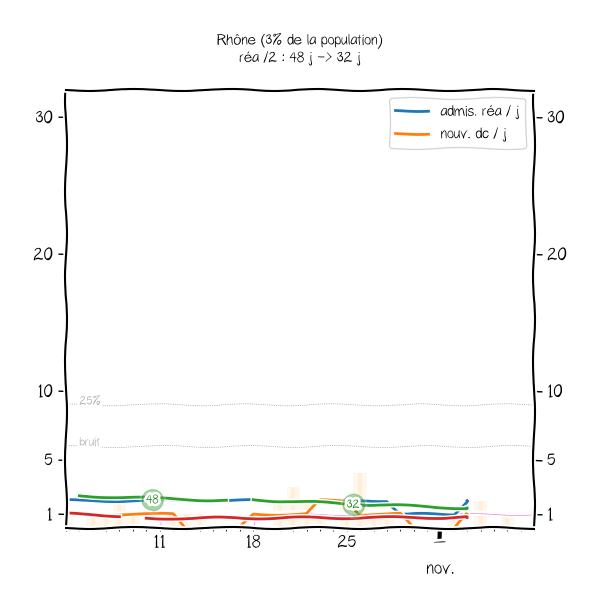 Rhône (3% de la population)
réa /2 : 48 j -> 32 j
admis. réa / j
nouv. dc / j
30
30
20
20
10
10
25%
bruit
5
5
48
32
1
1
11
18
25
1
nov.